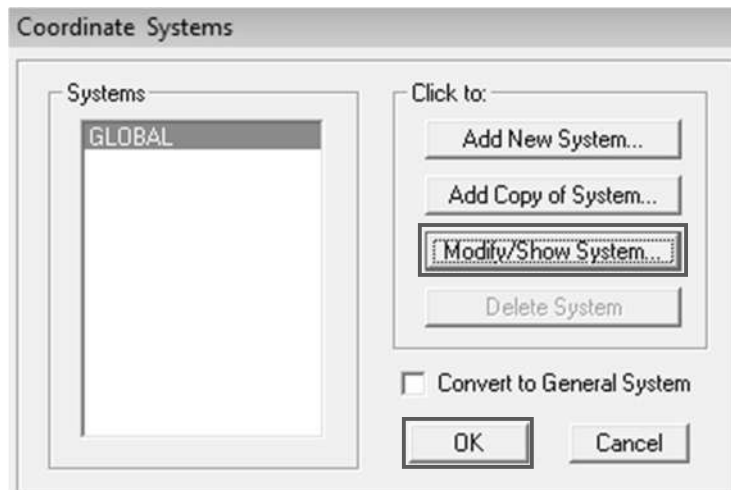 Coordinate Systems
Systems
GLOBAL
Click to:
Add New System...
Add Copy of System...
Modify/Show System...
Delete System
Convert to General System
OK
Cancel